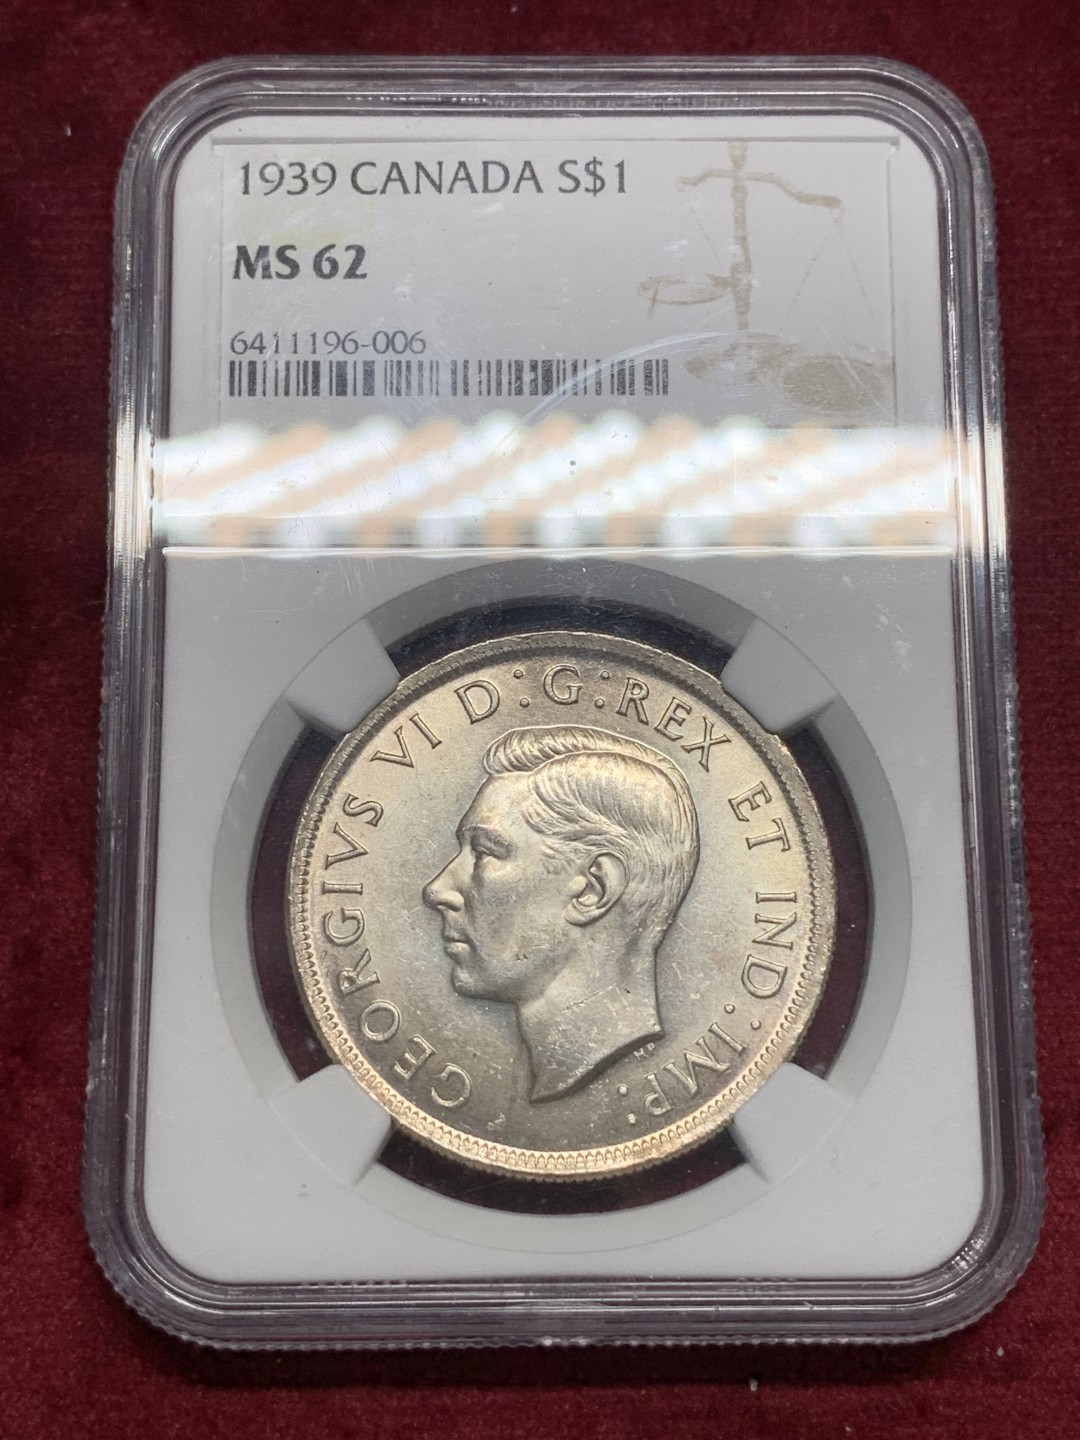 1939 CANADA S$1
MS 62
6411196-006
GEORGIVS VI D:G:REX ET IND:IMP:
HP